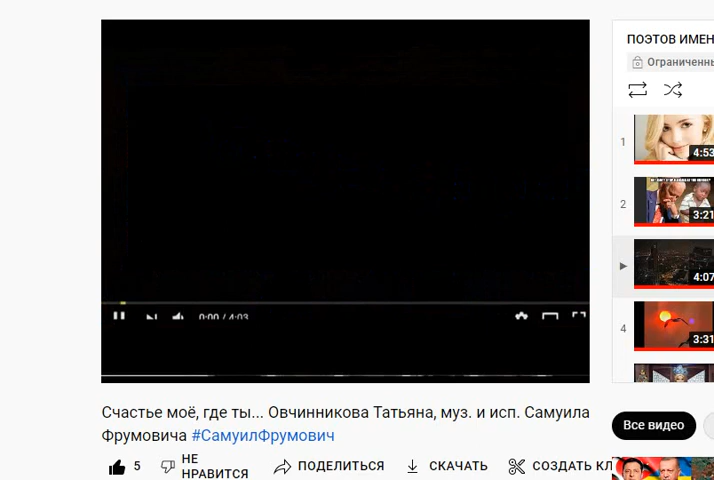 ПОЭТОВ ИМЕН
Ограниченны
1
4:53
2
3:21
4:07
4
3:31
0:00 / 4:03
Счастье моё, где ты... Овчинникова Татьяна, муз. и исп. Самуила
Фрумовича #СамуилФрумович
5
НЕ
НРАВИТСЯ
ПОДЕЛИТЬСЯ
СКАЧАТЬ
СОЗДАТЬ КЛ
Все видео